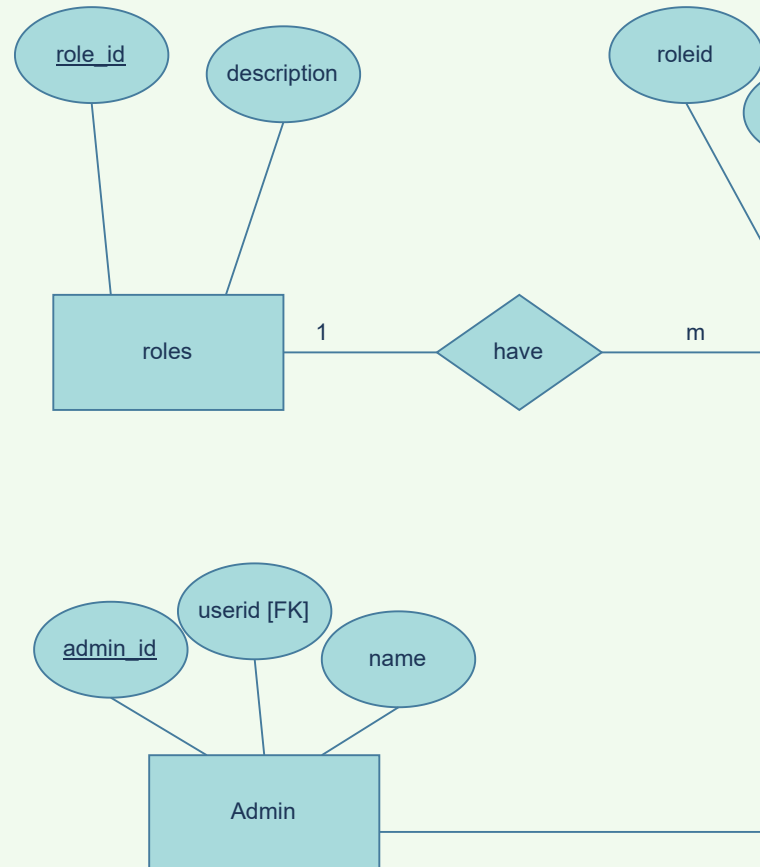 role_id
description
roleid
roles
1
have
m
admin_id
userid [FK]
name
Admin